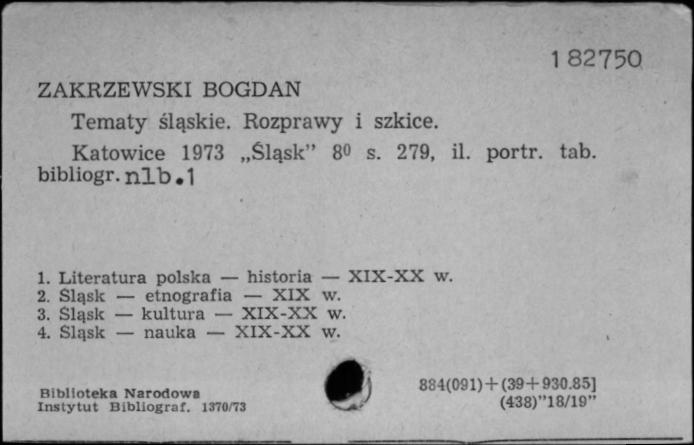 182750
ZAKRZEWSKI BOGDAN
Tematy śląskie. Rozprawy i szkice.
Katowice 1973 „Śląsk” 8⁰ s. 279, il. portr. tab.
bibliogr. nlb.1
1. Literatura polska — historia — XIX-XX w.
2. Śląsk — etnografia — XIX w.
3. Śląsk — kultura — XIX-XX w.
4. Śląsk — nauka — XIX-XX w.
884(091)+(39+930.85]
(438)”18/19”
Biblioteka Narodowa
Instytut Bibliograf. 1370/73